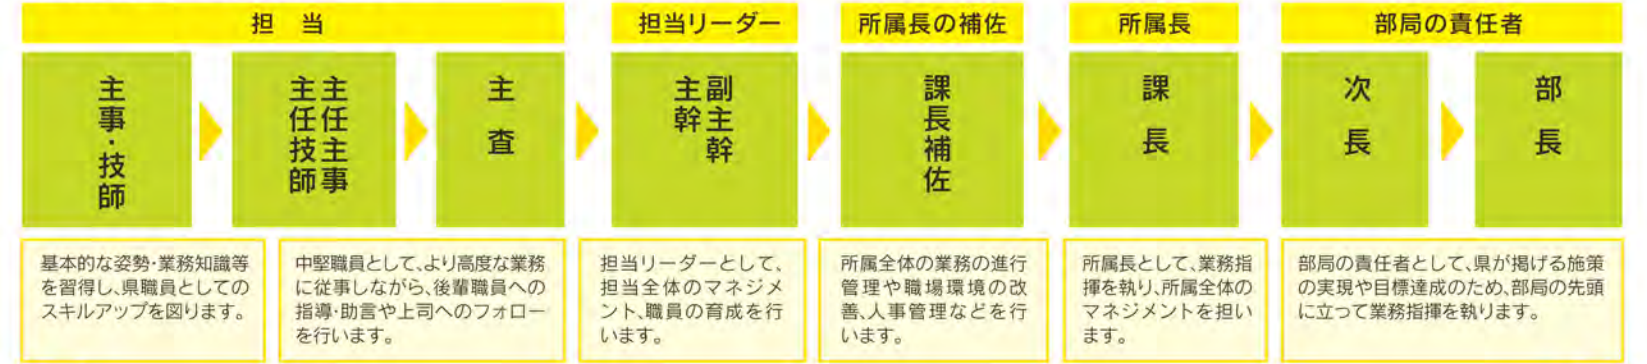 担　当
担当リーダー
所属長の補佐
所属長
部局の責任者
主事・技師
主任主事
主任技師
主　査
副主幹
主幹
課長補佐
課　長
次　長
部　長
基本的な姿勢・業務知識等
を習得し、県職員としての
スキルアップを図ります。
中堅職員として、より高度な業務
に従事しながら、後輩職員への
指導・助言や上司へのフォロー
を行います。
担当リーダーとして、
担当全体のマネジメ
ント、職員の育成を行
います。
所属全体の業務の進行
管理や職場環境の改
善、人事管理などを行
います。
所属長として、業務指
揮を執り、所属全体の
マネジメントを担い
ます。
部局の責任者として、県が掲げる施策
の実現や目標達成のため、部局の先頭
に立って業務指揮を執ります。